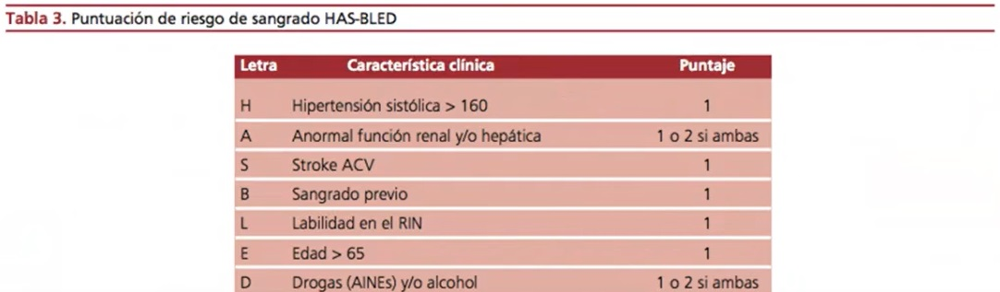 Tabla 3. Puntuación de riesgo de sangrado HAS-BLED
Letra Característica clínica Puntaje
H Hipertensión sistólica > 160 1
A Anormal función renal y/o hepática 1 o 2 si ambas
S Stroke ACV 1
B Sangrado previo 1
L Labilidad en el RIN 1
E Edad > 65 1
D Drogas (AINEs) y/o alcohol 1 o 2 si ambas